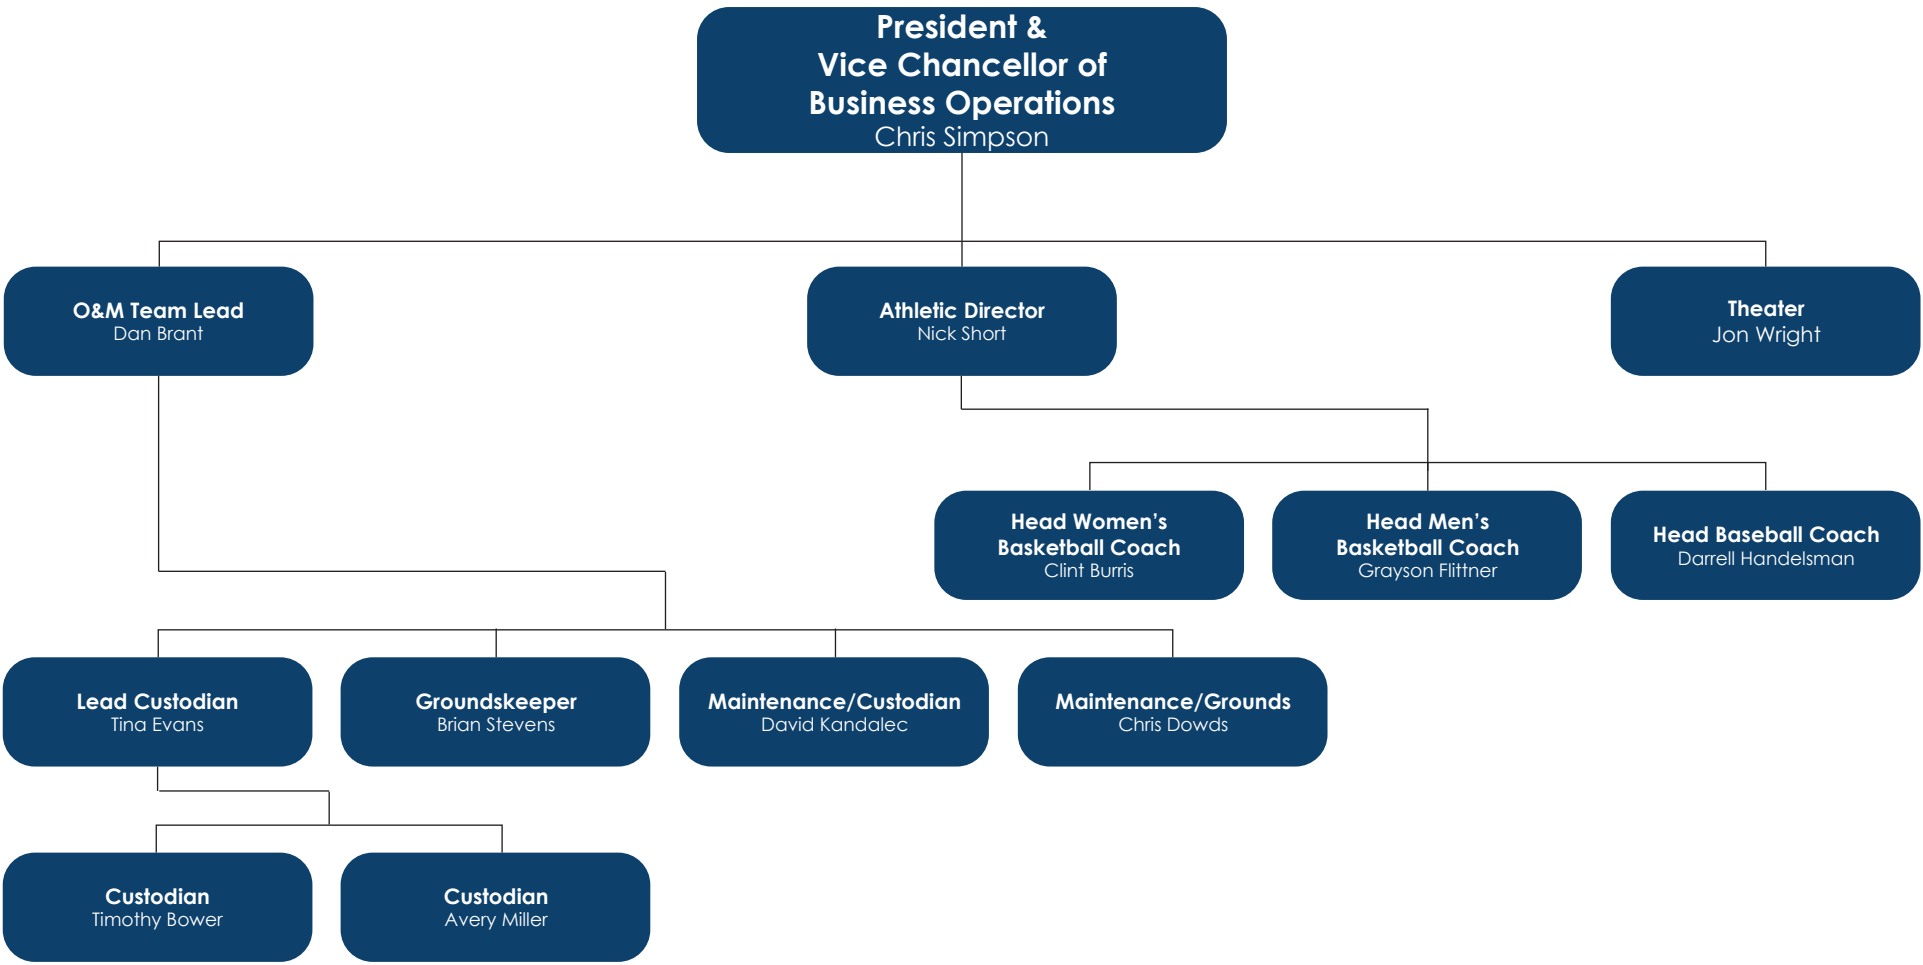 President &
Vice Chancellor of
Business Operations
Chris Simpson
O&M Team Lead
Dan Brant
Athletic Director
Nick Short
Theater
Jon Wright
Head Women’s
Basketball Coach
Clint Burris
Head Men’s
Basketball Coach
Grayson Flittner
Head Baseball Coach
Darrell Handelsman
Lead Custodian
Tina Evans
Groundskeeper
Brian Stevens
Maintenance/Custodian
David Kandalec
Maintenance/Grounds
Chris Dowds
Custodian
Timothy Bower
Custodian
Avery Miller